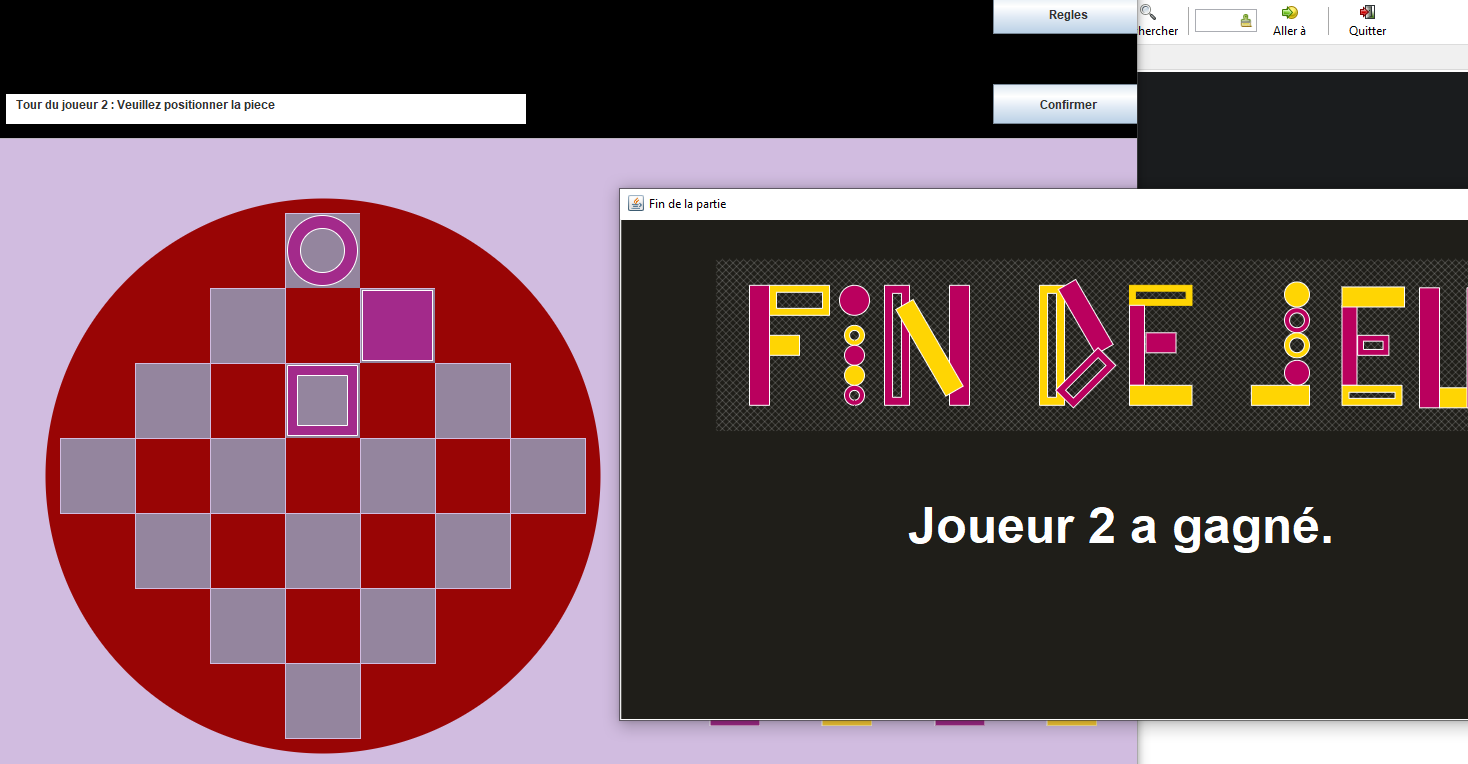 Regles
hercher
Aller à
Quitter
Tour du joueur 2 : Veuillez positionner la piece
Confirmer
Fin de la partie
FiN DE JEU
Joueur 2 a gagné.